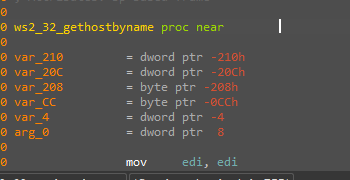 0
0 ws2_32_gethostbyname proc near
0
0 var_210 = dword ptr -210h
0 var_20C = dword ptr -20Ch
0 var_208 = byte ptr -208h
0 var_CC = byte ptr -0CCh
0 var_4 = dword ptr -4
0 arg_0 = dword ptr 8
0
0 mov edi, edi